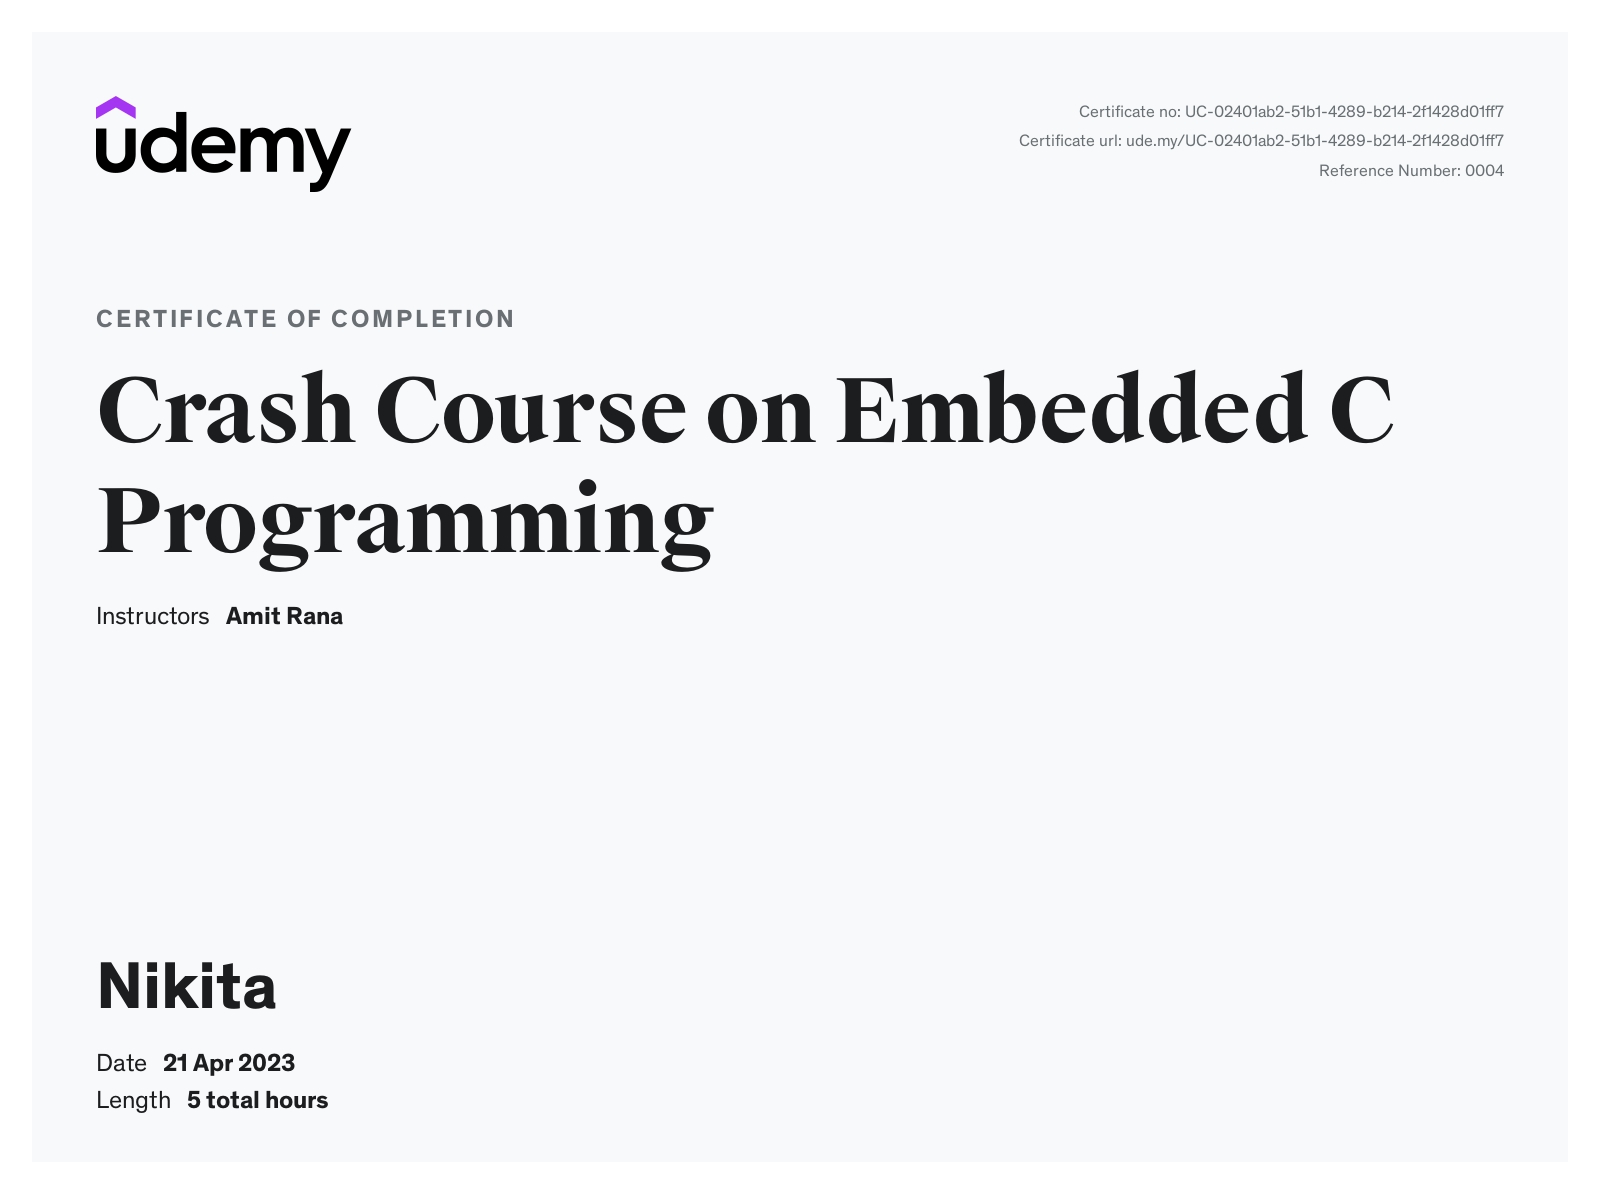 udemy
Certificate no: UC-02401ab2-51b1-4289-b214-2f1428d01ff7
Certificate url: ude.my/UC-02401ab2-51b1-4289-b214-2f1428d01ff7
Reference Number: 0004
CERTIFICATE OF COMPLETION
Crash Course on Embedded C
Programming
Instructors Amit Rana
Nikita
Date 21 Apr 2023
Length 5 total hours